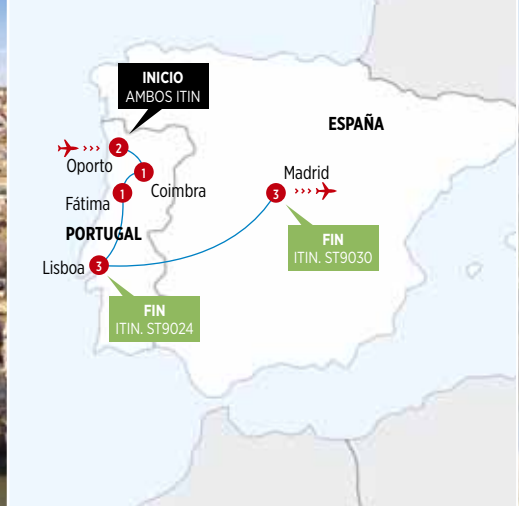 INICIO
AMBOS ITIN
ESPAÑA
2
Oporto
1
Coimbra
Madrid
3
Fátima
1
PORTUGAL
FIN
ITIN. ST9030
Lisboa
3
FIN
ITIN. ST9024